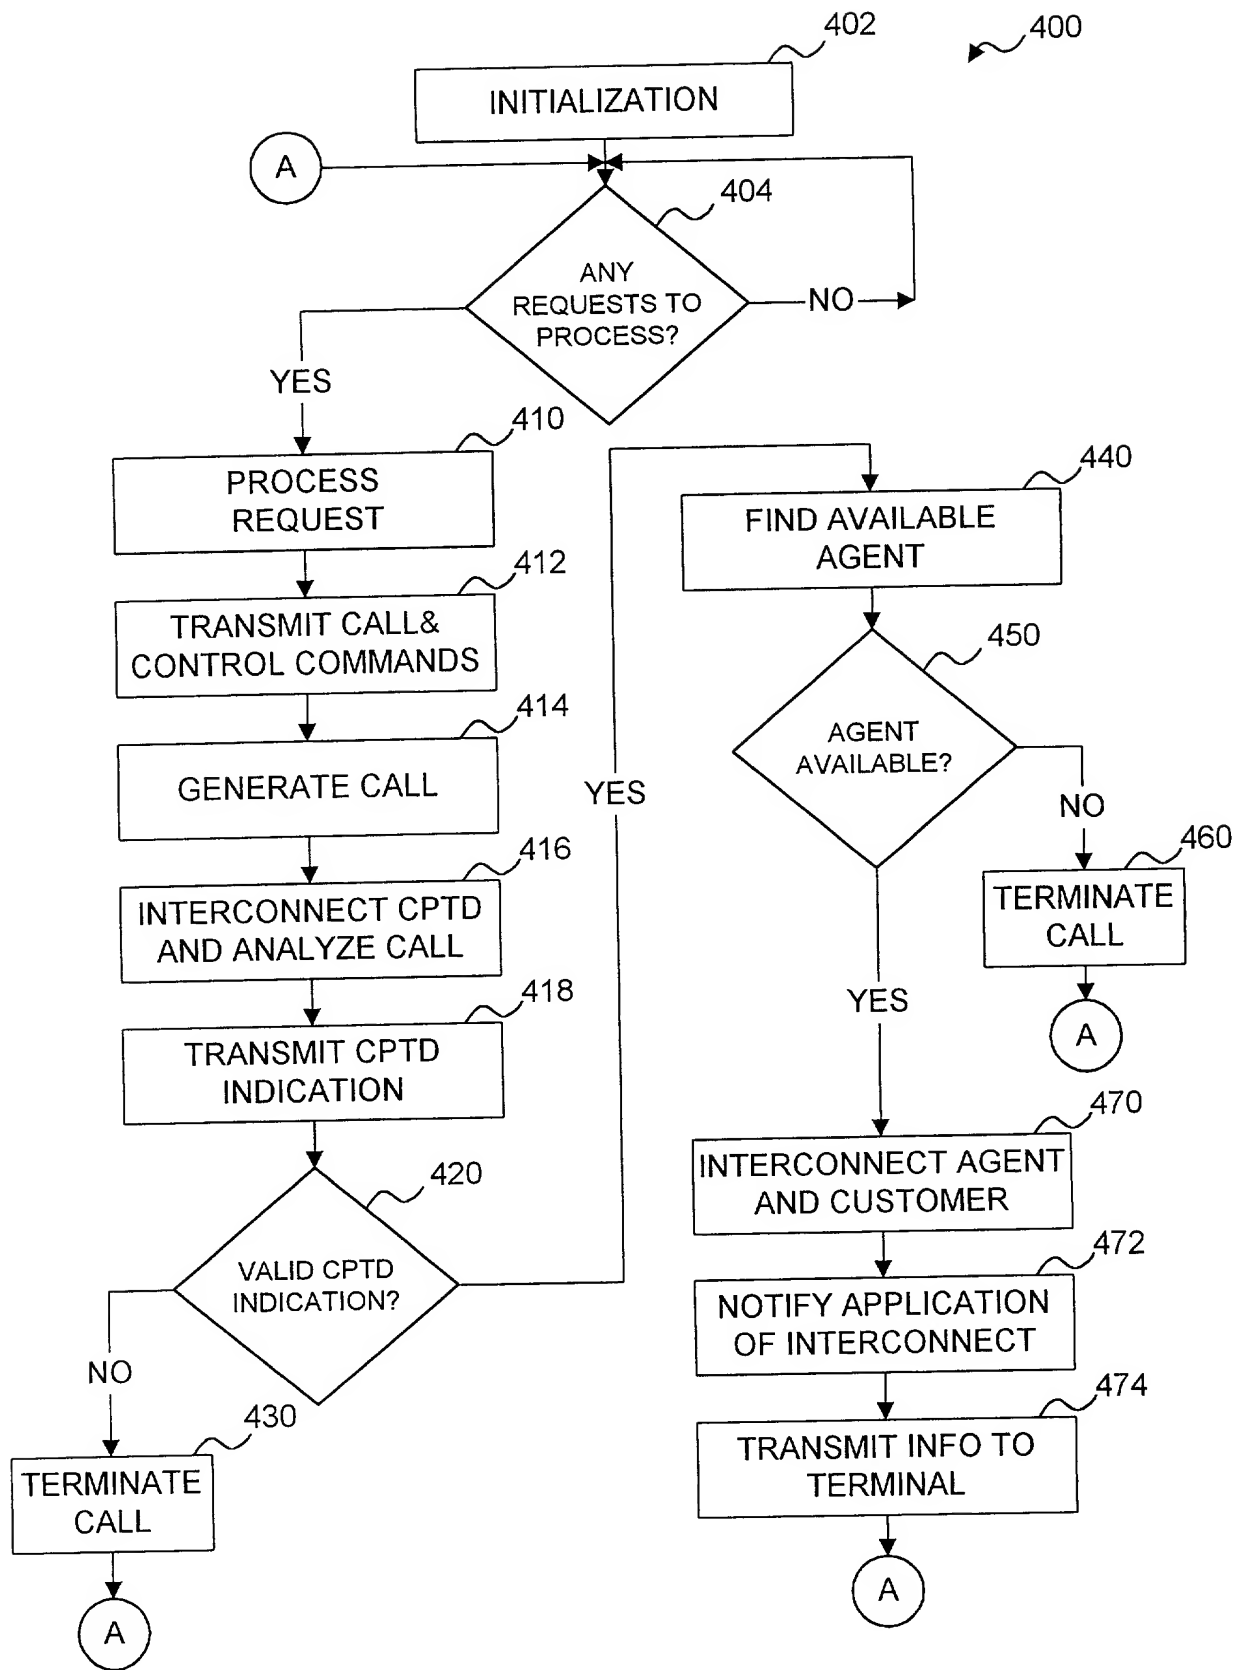 402
400
INITIALIZATION
A
404
ANY
REQUESTS TO
PROCESS?
NO
YES
410
PROCESS
REQUEST
412
TRANSMIT CALL&
CONTROL COMMANDS
414
GENERATE CALL
416
INTERCONNECT CPTD
AND ANALYZE CALL
418
TRANSMIT CPTD
INDICATION
420
VALID CPTD
INDICATION?
NO
430
TERMINATE
CALL
A
YES
440
FIND AVAILABLE
AGENT
450
AGENT
AVAILABLE?
NO
460
TERMINATE
CALL
A
YES
470
INTERCONNECT AGENT
AND CUSTOMER
472
NOTIFY APPLICATION
OF INTERCONNECT
474
TRANSMIT INFO TO
TERMINAL
A